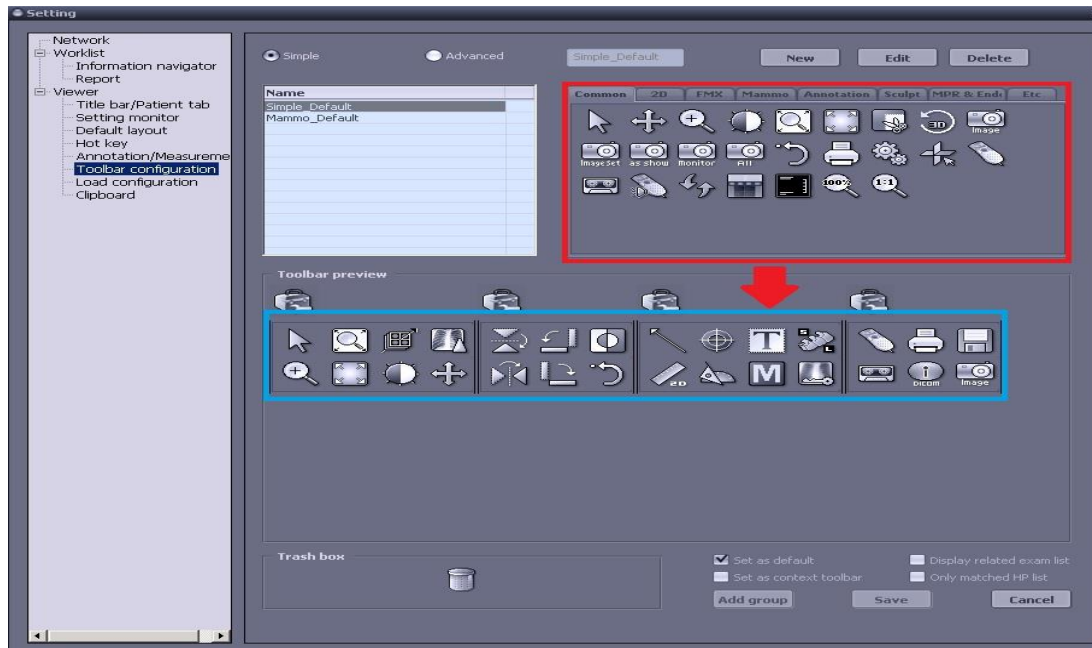 Setting
Network
Worklist
Information navigator
Report
Viewer
Title bar/Patient tab
Setting monitor
Default layout
Hot key
Annotation/Measureme
Toolbar configuration
Load configuration
Clipboard
Simple
Advanced
Simple_Default
New
Edit
Delete
Name
Simple_Default
Mammo_Default
Common 2D FMX Mammo Annotation Sculpt MPR & Endo Etc
3D Image
Image Set as show Monitor All
100% 1:1
Toolbar preview
T S L
2D M DICOM Image
Trash box
Set as default
Display related exam list
Set as context toolbar
Only matched HP list
Add group
Save
Cancel